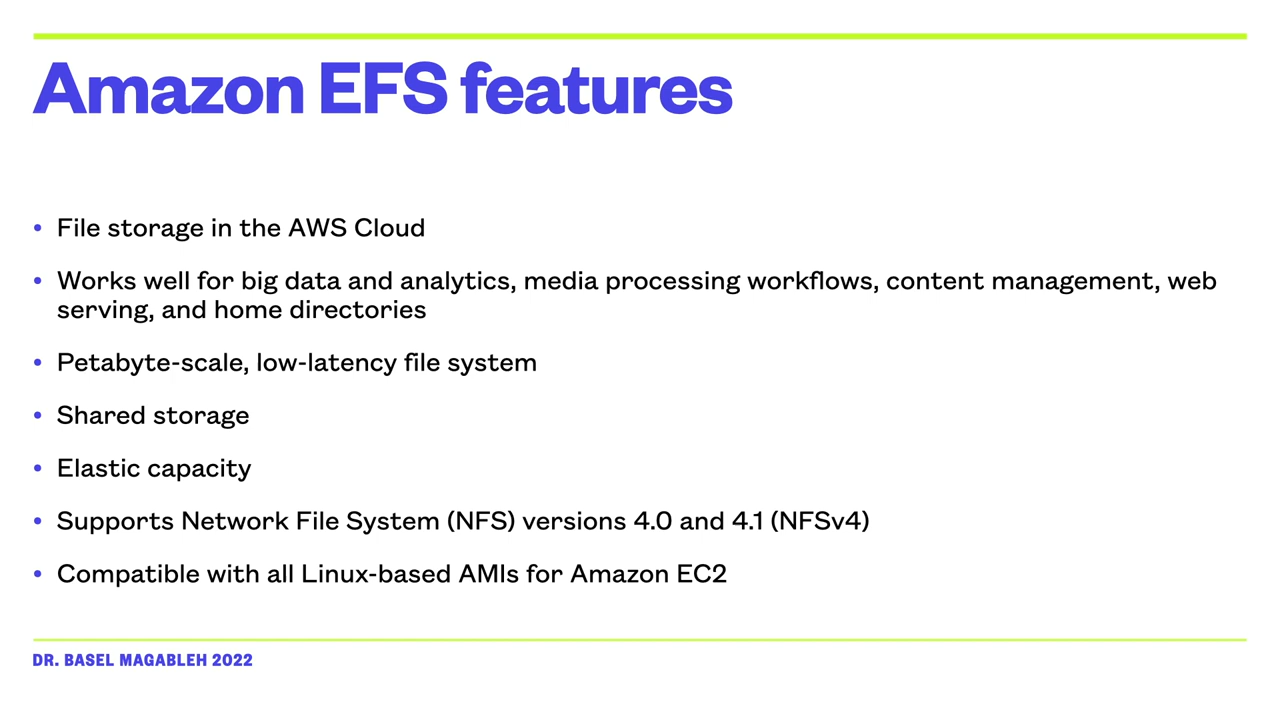 Amazon EFS features
• File storage in the AWS Cloud
• Works well for big data and analytics, media processing workflows, content management, web
serving, and home directories
• Petabyte-scale, low-latency file system
• Shared storage
• Elastic capacity
• Supports Network File System (NFS) versions 4.0 and 4.1 (NFSv4)
• Compatible with all Linux-based AMIs for Amazon EC2
DR. BASEL MAGABLEH 2022